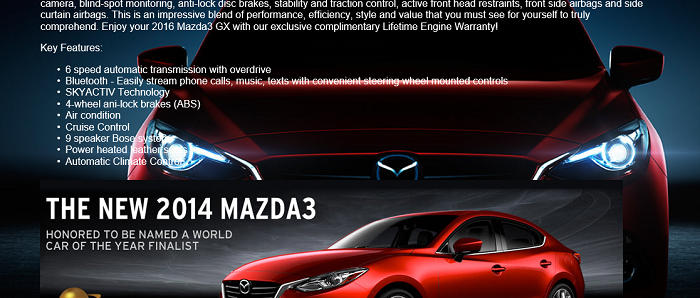 camera, blind-spot monitoring, anti-lock disc brakes, stability and traction control, active front head restraints, front side airbags and side
curtain airbags. This is an impressive blend of performance, efficiency, style and value that you must see for yourself to truly
comprehend. Enjoy your 2016 Mazda3 GX with our exclusive complimentary Lifetime Engine Warranty!
Key Features:
• 6 speed automatic transmission with overdrive
• Bluetooth - Easily stream phone calls, music, texts with convenient steering wheel mounted controls
• SKYACTIV Technology
• 4-wheel ani-lock brakes (ABS)
• Air condition
• Cruise Control
• 9 speaker Bose system
• Power heated leather seats
• Automatic Climate Control
THE NEW 2014 MAZDA3
HONORED TO BE NAMED A WORLD
CAR OF THE YEAR FINALIST